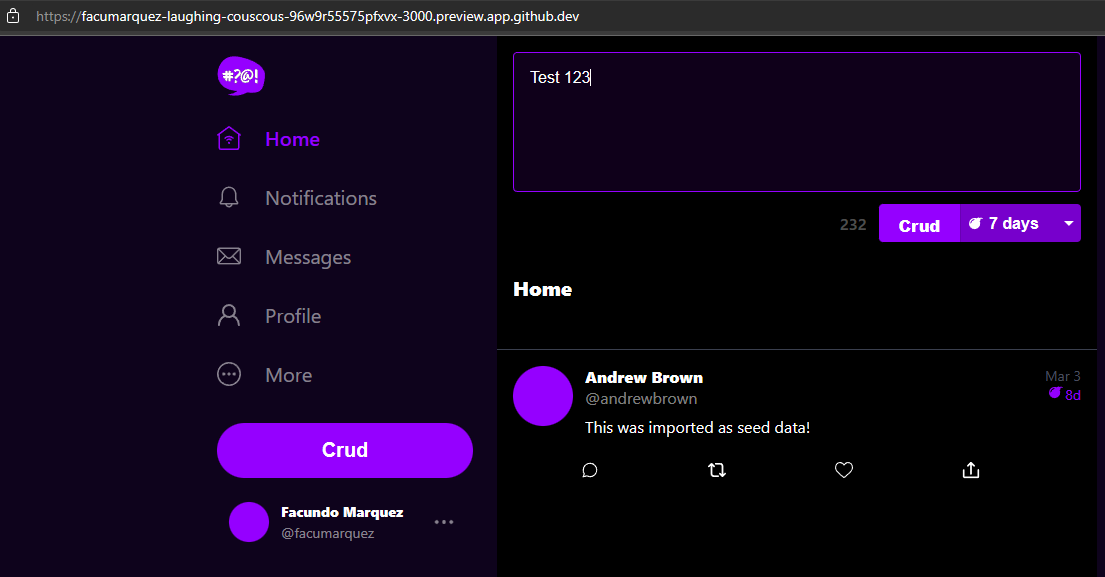 https://facumarquez-laughing-couscous-96w9r55575pfxvx-3000.preview.app.github.dev
#?@!
Home
Notifications
Messages
Profile
More
Crud
Facundo Marquez
@facumarquez
Test 123
232 Crud 7 days
Home
Andrew Brown Mar 3
@andrewbrown 8d
This was imported as seed data!